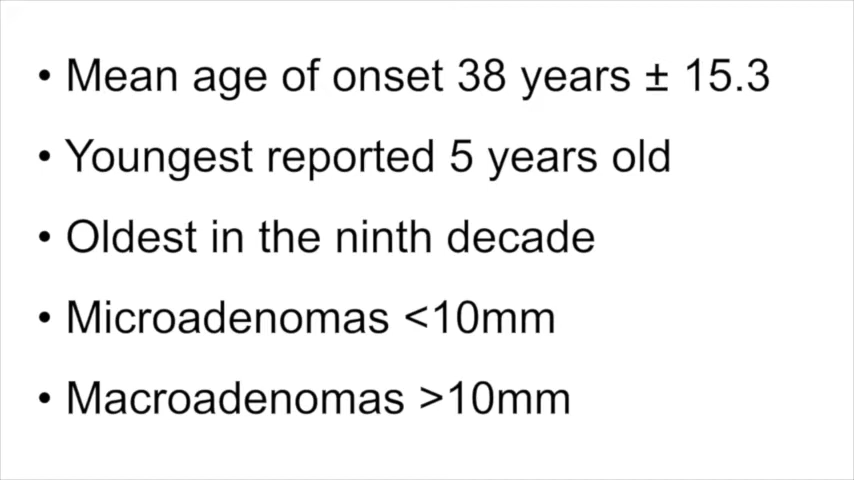 • Mean age of onset 38 years ± 15.3
• Youngest reported 5 years old
• Oldest in the ninth decade
• Microadenomas <10mm
• Macroadenomas >10mm